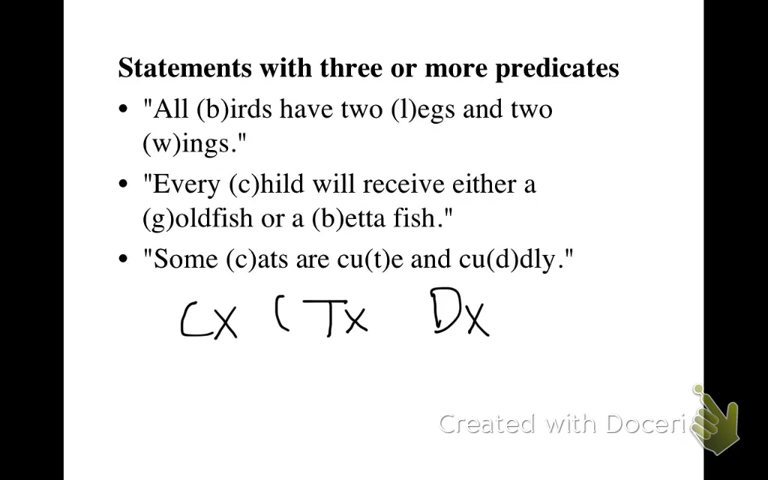 Statements with three or more predicates
• "All (b)irds have two (l)egs and two
(w)ings."
• "Every (c)hild will receive either a
(g)oldfish or a (b)etta fish."
• "Some (c)ats are cu(t)e and cu(d)dly."
Cx ( Tx Dx
Created with Doceri